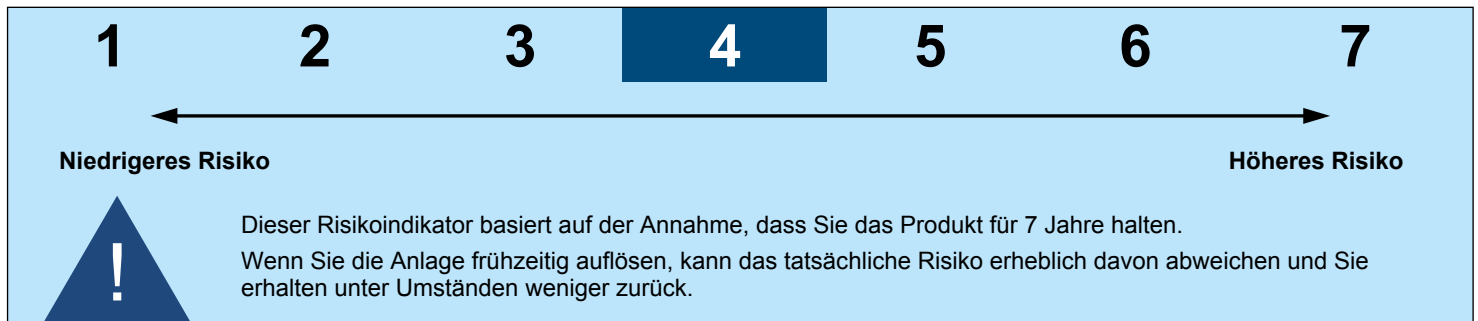 1 2 3 4 5 6 7
Niedrigeres Risiko Höheres Risiko
!
Dieser Risikoindikator basiert auf der Annahme, dass Sie das Produkt für 7 Jahre halten.
Wenn Sie die Anlage frühzeitig auflösen, kann das tatsächliche Risiko erheblich davon abweichen und Sie
erhalten unter Umständen weniger zurück.